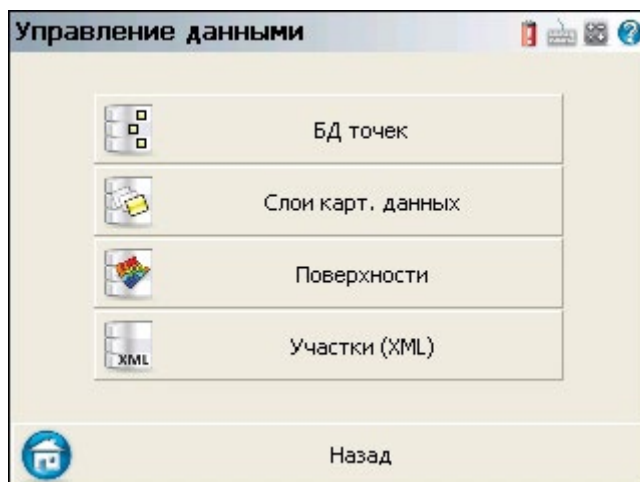 Управление данными
БД точек
Слои карт. данных
Поверхности
XML
Участки (XML)
Назад